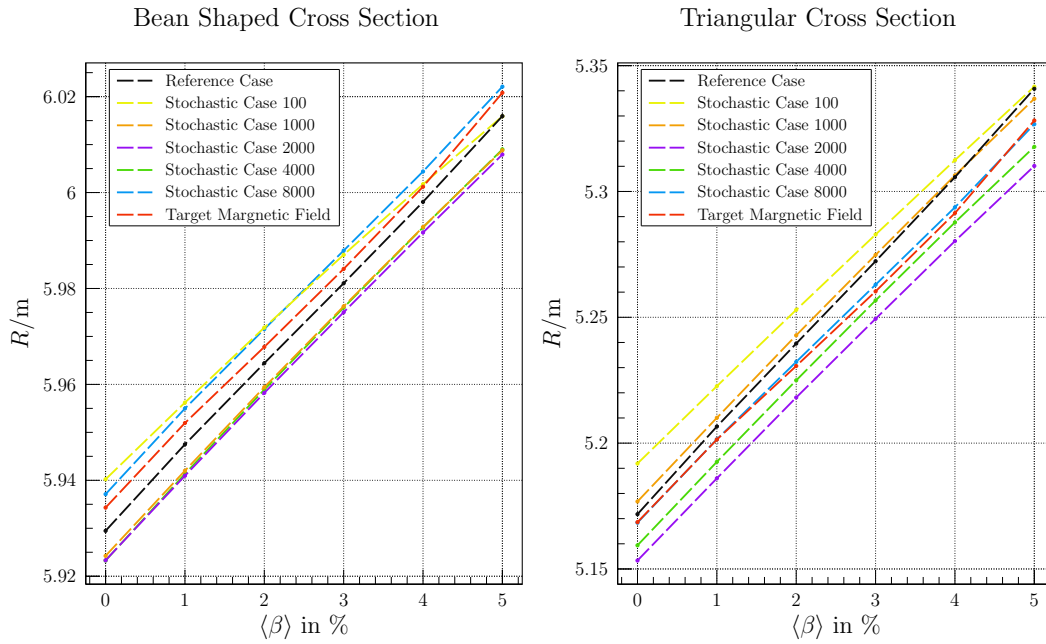 Bean Shaped Cross Section
Reference Case
Stochastic Case 100
Stochastic Case 1000
Stochastic Case 2000
Stochastic Case 4000
Stochastic Case 8000
Target Margnetic Field
6.02
6
5.98
5.96
5.94
5.92
R/m
0 1 2 3 4 5
⟨β⟩ in %
Triangular Cross Section
Reference Case
Stochastic Case 100
Stochastic Case 1000
Stochastic Case 2000
Stochastic Case 4000
Stochastic Case 8000
Target Margnetic Field
5.35
5.3
5.25
5.2
5.15
R/m
0 1 2 3 4 5
⟨β⟩ in %